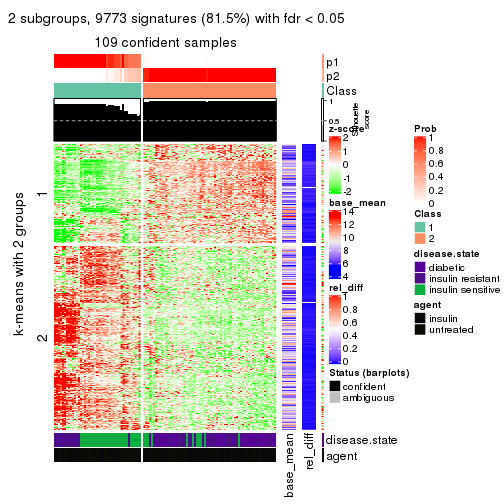 2 subgroups, 9773 signatures (81.5%) with fdr < 0.05
109 confident samples
p1
p2
Class
1
0.5
0
Silhouette
score
k-means with 2 groups
1
2
base_mean
rel_diff
disease.state
agent
z-score
2
1
0
-1
-2
base_mean
14
12
10
8
6
4
rel_diff
1
0.8
0.6
0.4
0.2
0
Status (barplots)
confident
ambiguous
Prob
1
0.8
0.6
0.4
0.2
0
Class
1
2
disease.state
diabetic
insulin resistant
insulin sensitive
agent
insulin
untreated